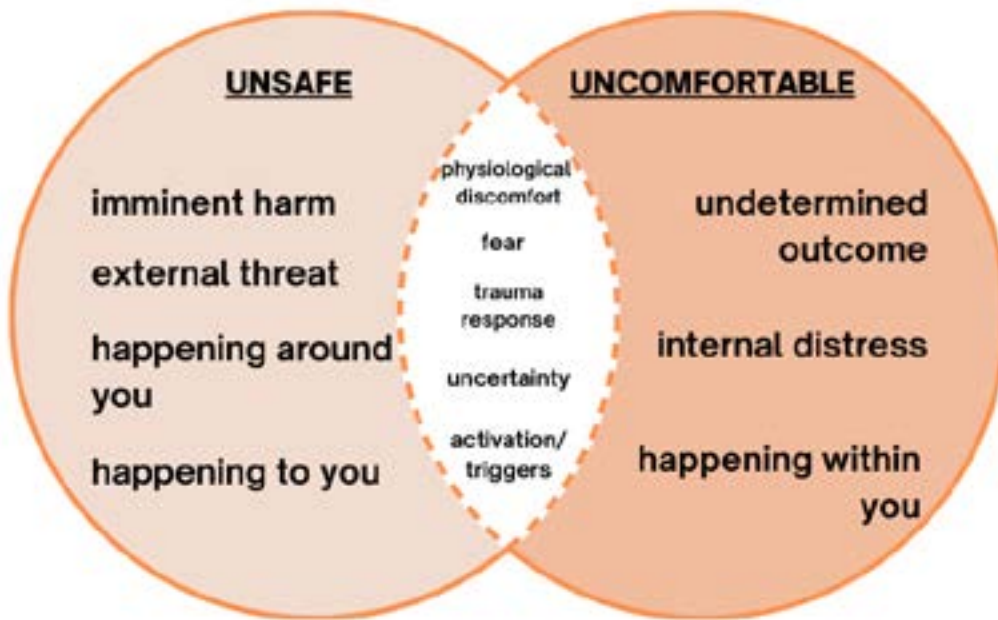 UNSAFE
imminent harm
external threat
happening around
you
happening to you
physiological
discomfort
fear
trauma
response
uncertainty
activation/
triggers
UNCOMFORTABLE
undetermined
outcome
internal distress
happening within
you